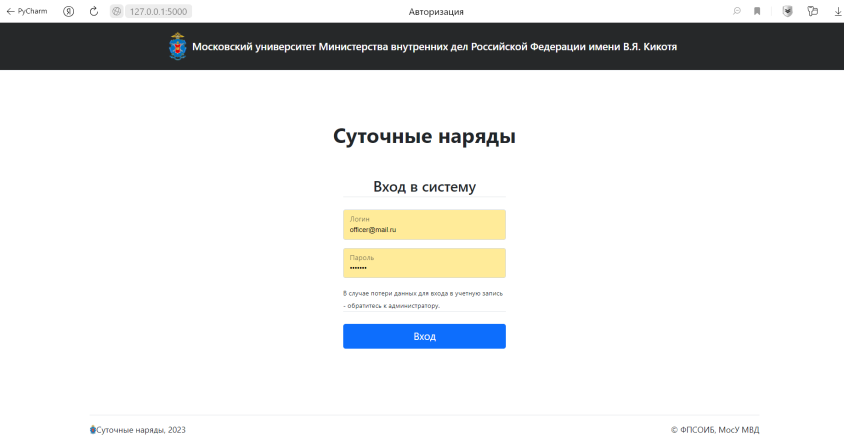 PyCharm
127.0.0.1:5000
Авторизация
Московский университет Министерства внутренних дел Российской Федерации имени В.Я. Кикотя
Суточные наряды
Вход в систему
Логин
officer@mail.ru
Пароль
•••••••
В случае потери данных для входа в учетную запись
- обратитесь к администратору.
Вход
Суточные наряды, 2023
© ФПСОИБ, МосУ МВД